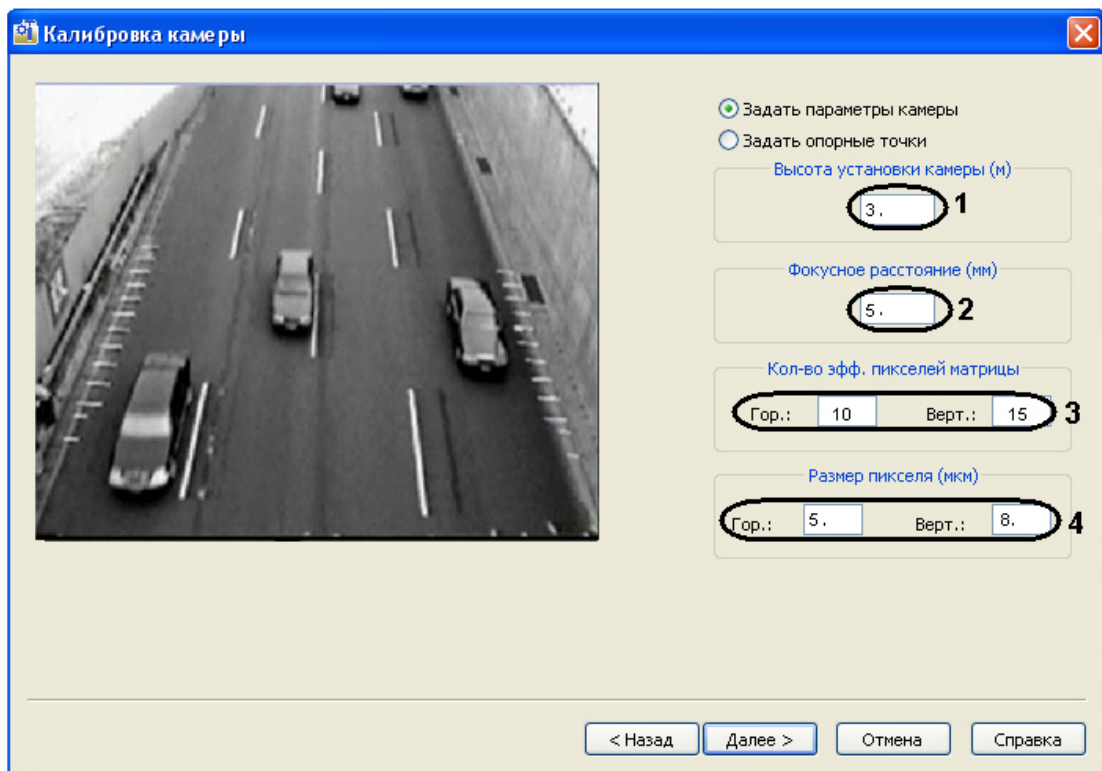 Калибровка камеры
Задать параметры камеры
Задать опорные точки
Высота установки камеры (м)
3. 1
Фокусное расстояние (мм)
5. 2
Кол-во эфф. пикселей матрицы
Гор.: 10 Верт.: 15 3
Размер пикселя (мкм)
Гор.: 5. Верт.: 8. 4
< Назад Далее > Отмена Справка